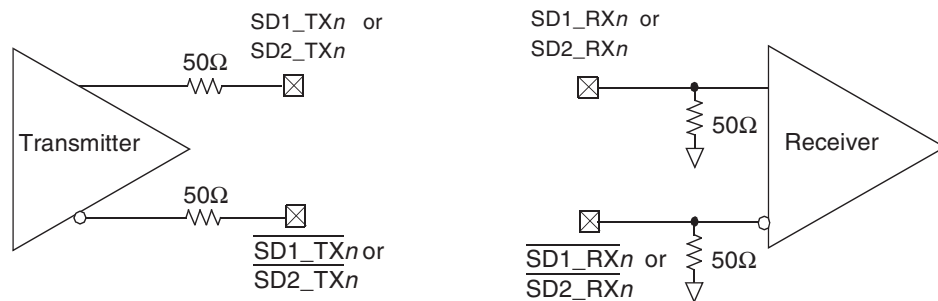 SD1_TXn or
SD2_TXn
50Ω
Transmitter
50Ω
SD1_TXn or
SD2_TXn
SD1_RXn or
SD2_RXn
50Ω
Receiver
SD1_RXn or
SD2_RXn
50Ω